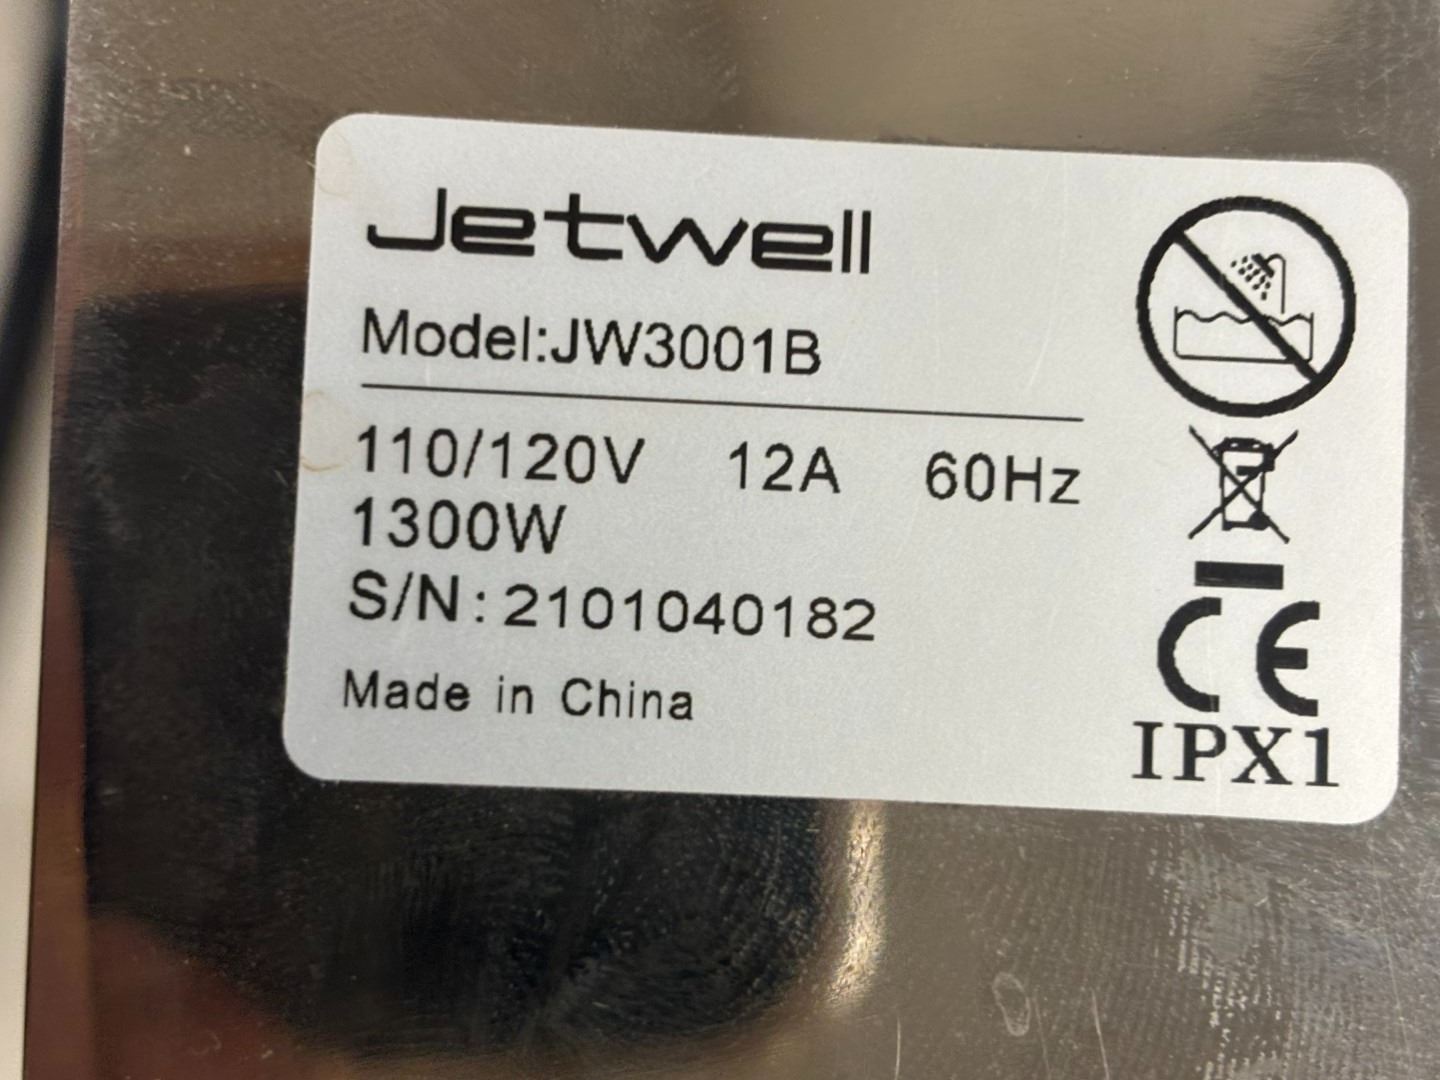 Jetwell
Model:JW3001B
110/120V 12A 60Hz
1300W
S/N: 2101040182
Made in China
CE
IPX1